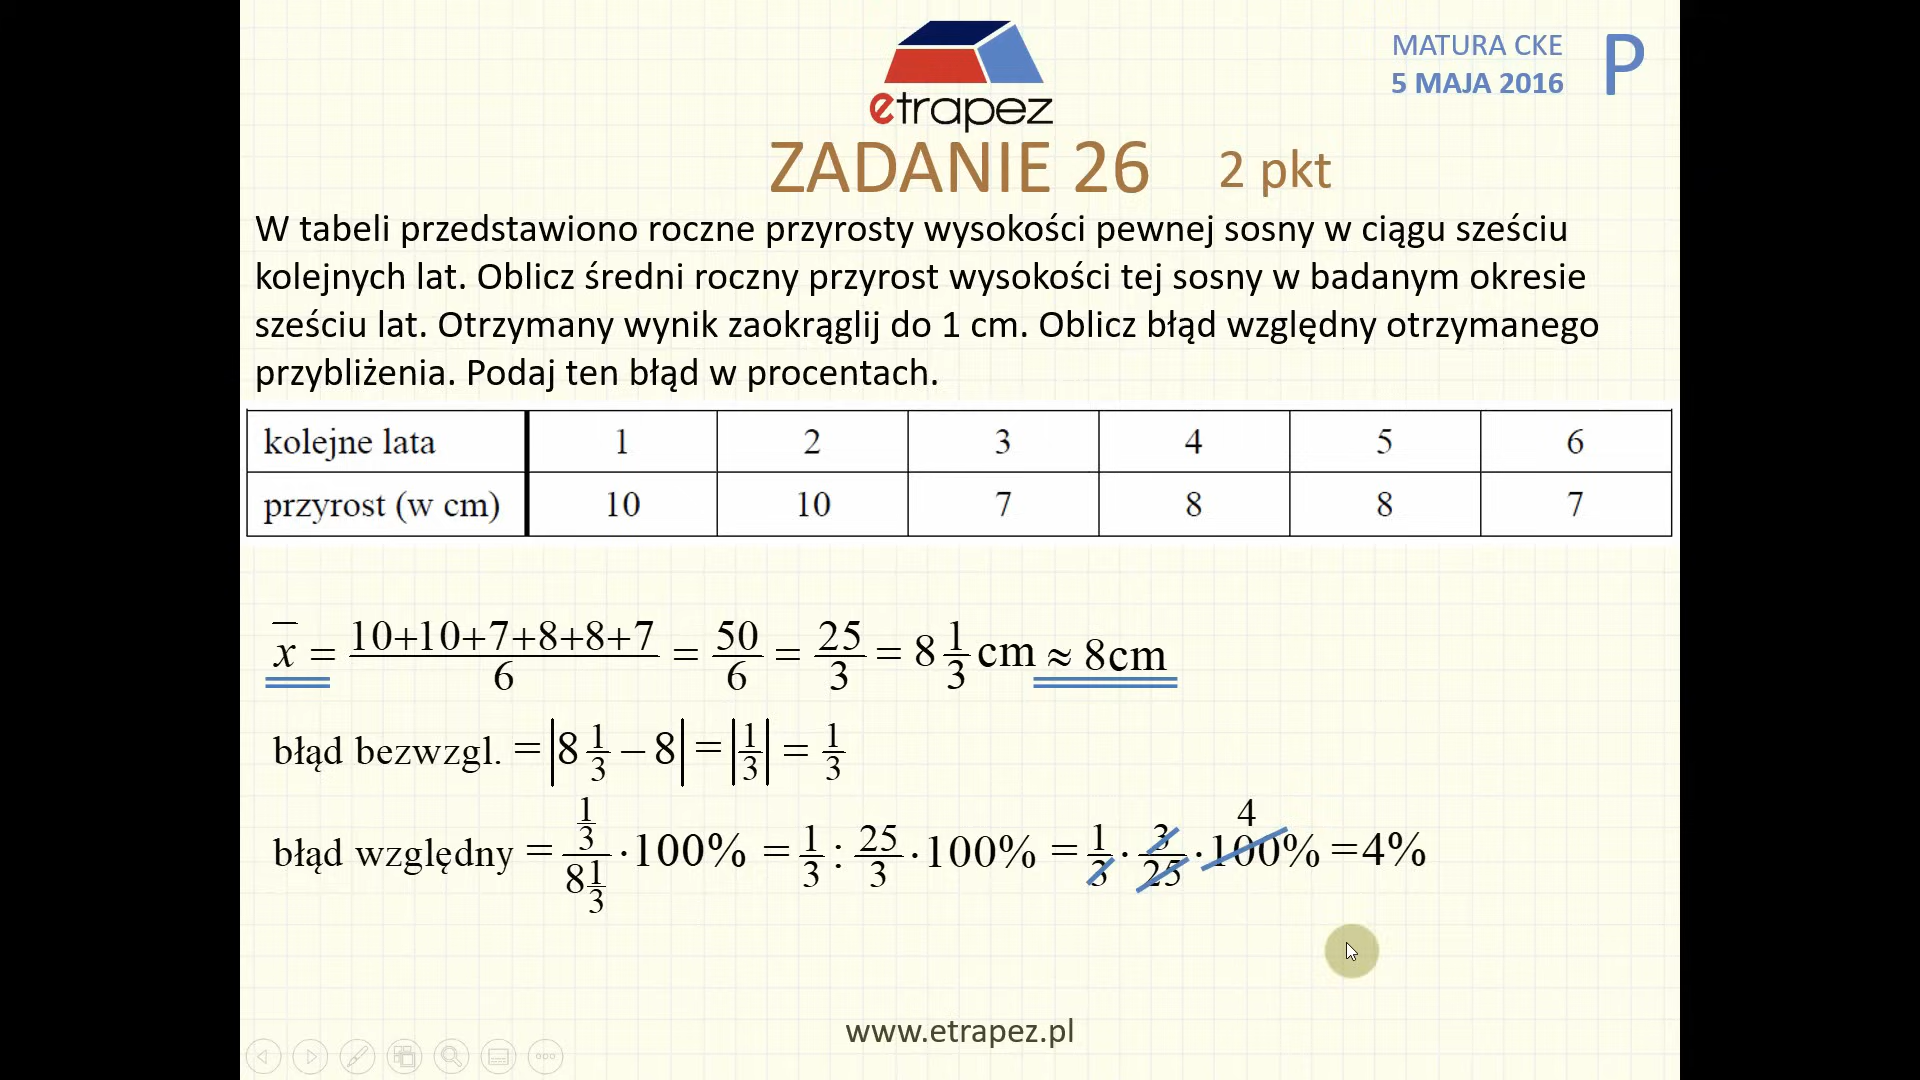 etrapez
MATURA CKE
5 MAJA 2016
P
ZADANIE 26 2 pkt
W tabeli przedstawiono roczne przyrosty wysokości pewnej sosny w ciągu sześciu
kolejnych lat. Oblicz średni roczny przyrost wysokości tej sosny w badanym okresie
sześciu lat. Otrzymany wynik zaokrąglij do 1 cm. Oblicz błąd względny otrzymanego
przybliżenia. Podaj ten błąd w procentach.
kolejne lata 1 2 3 4 5 6
przyrost (w cm) 10 10 7 8 8 7
x̅ = (10+10+7+8+8+7)/6 = 50/6 = 25/3 = 8 1/3 cm ≈ 8cm
błąd bezwzgl. = |8 1/3 − 8| = |1/3| = 1/3
błąd względny = (1/3)/(8 1/3) ·100% = 1/3 : 25/3 ·100% = 1/3 · 3/25 · 100% 4 =4%
www.etrapez.pl